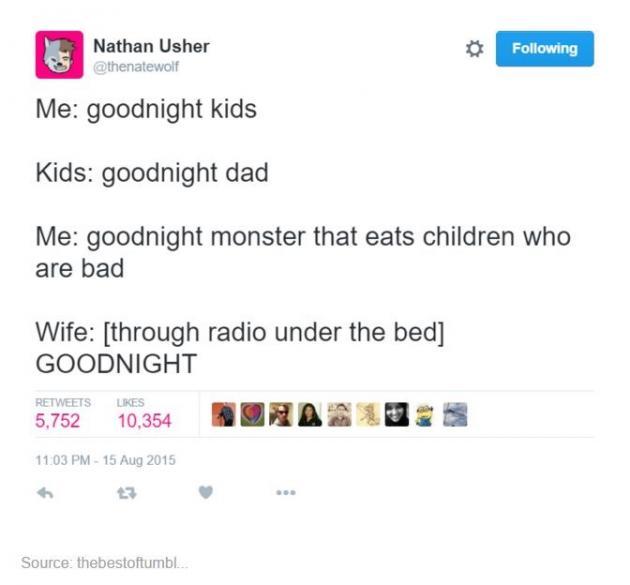 Nathan Usher
@thenatewolf
Following
Me: goodnight kids
Kids: goodnight dad
Me: goodnight monster that eats children who
are bad
Wife: [through radio under the bed]
GOODNIGHT
RETWEETS LIKES
5,752 10,354
11:03 PM - 15 Aug 2015
Source: thebestoftumbl...